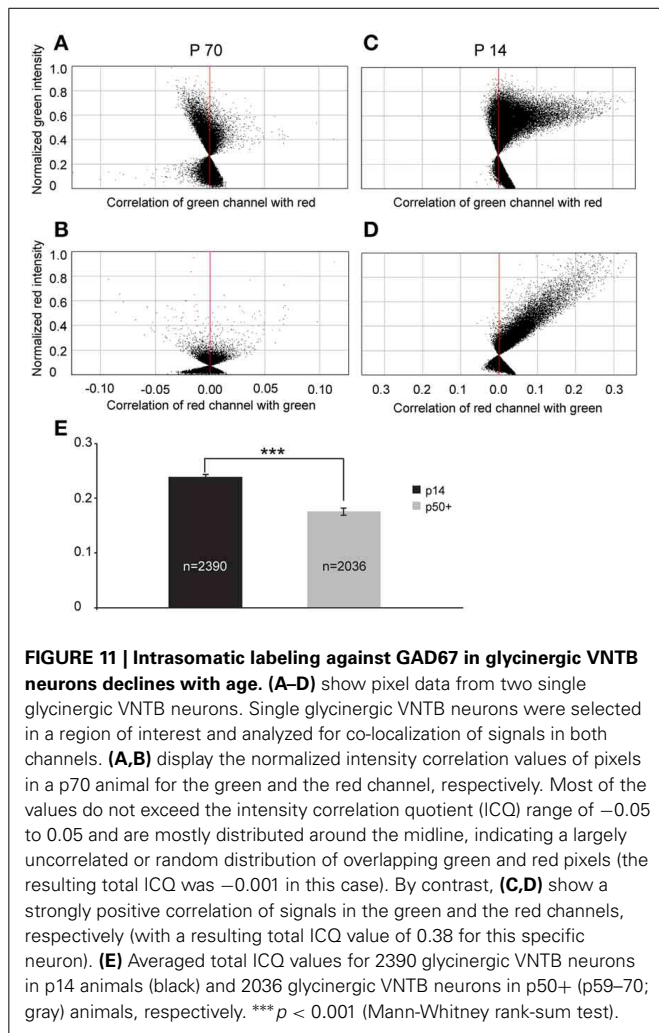 A
P 70
C
P 14
Normalized green intensity
1.0
0.8
0.6
0.4
0.2
0
Correlation of green channel with red
Correlation of green channel with red
B
D
Normalized red intensity
1.0
0.8
0.6
0.4
0.2
0
-0.10
-0.05
0.00
0.05
0.10
0.3
0.1
0.1
0.0
0.1
0.2
0.3
Correlation of red channel with green
Correlation of red channel with green
E
0.3
0.2
0.1
0
***
n=2390
n=2036
p14
p50+
FIGURE 11 | Intrasomatic labeling against GAD67 in glycinergic VNTB
neurons declines with age. (A–D) show pixel data from two single
glycinergic VNTB neurons. Single glycinergic VNTB neurons were selected
in a region of interest and analyzed for co-localization of signals in both
channels. (A,B) display the normalized intensity correlation values of pixels
in a p70 animal for the green and the red channel, respectively. Most of the
values do not exceed the intensity correlation quotient (ICQ) range of −0.05
to 0.05 and are mostly distributed around the midline, indicating a largely
uncorrelated or random distribution of overlapping green and red pixels (the
resulting total ICQ was −0.001 in this case). By contrast, (C,D) show a
strongly positive correlation of signals in the green and the red channels,
respectively (with a resulting total ICQ value of 0.38 for this specific
neuron). (E) Averaged total ICQ values for 2390 glycinergic VNTB neurons
in p14 animals (black) and 2036 glycinergic VNTB neurons in p50+ (p59–70;
gray) animals, respectively. ***p < 0.001 (Mann-Whitney rank-sum test).